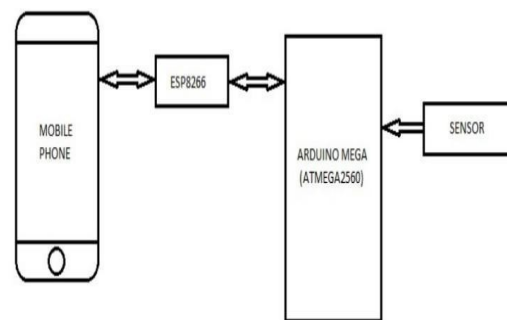 MOBILE
PHONE
ESP8266
ARDUINO MEGA
(ATMEGA2560)
SENSOR